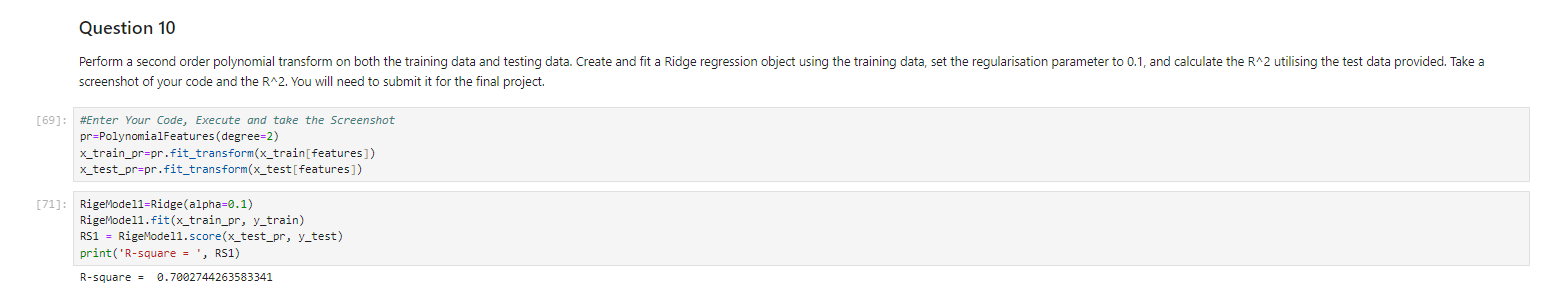 Question 10
Perform a second order polynomial transform on both the training data and testing data. Create and fit a Ridge regression object using the training data, set the regularisation parameter to 0.1, and calculate the R^2 utilising the test data provided. Take a
screenshot of your code and the R^2. You will need to submit it for the final project.
[69]: #Enter Your Code, Execute and take the Screenshot
pr=PolynomialFeatures(degree=2)
x_train_pr=pr.fit_transform(x_train[features])
x_test_pr=pr.fit_transform(x_test[features])
[71]: RigeModel1=Ridge(alpha=0.1)
RigeModel1.fit(x_train_pr, y_train)
RS1 = RigeModel1.score(x_test_pr, y_test)
print('R-square = ', RS1)
R-square =  0.7002744263583341